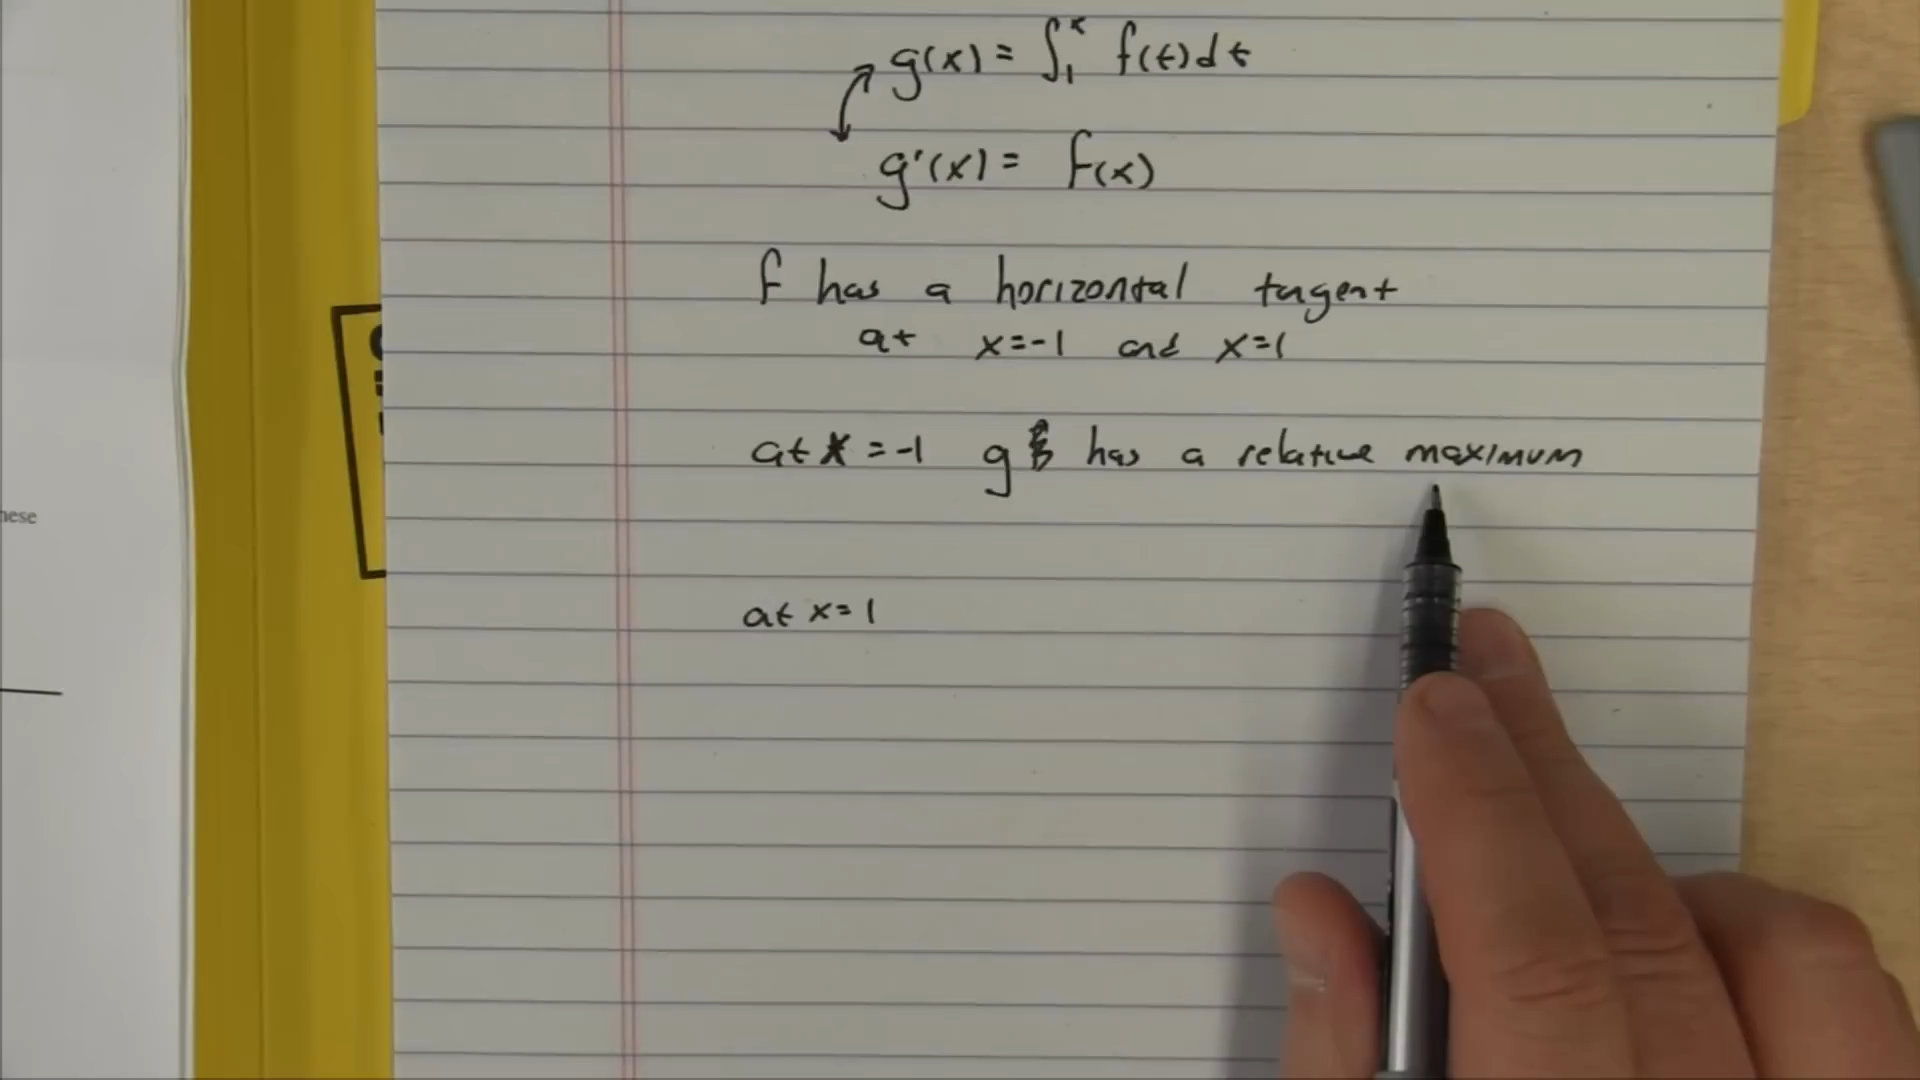 g(x) = ∫₁ˣ f(t)dt
g'(x) = f(x)
f has a horizontal tagent
at x=-1 and x=1
at x = -1 g has a relative maximum
at x=1